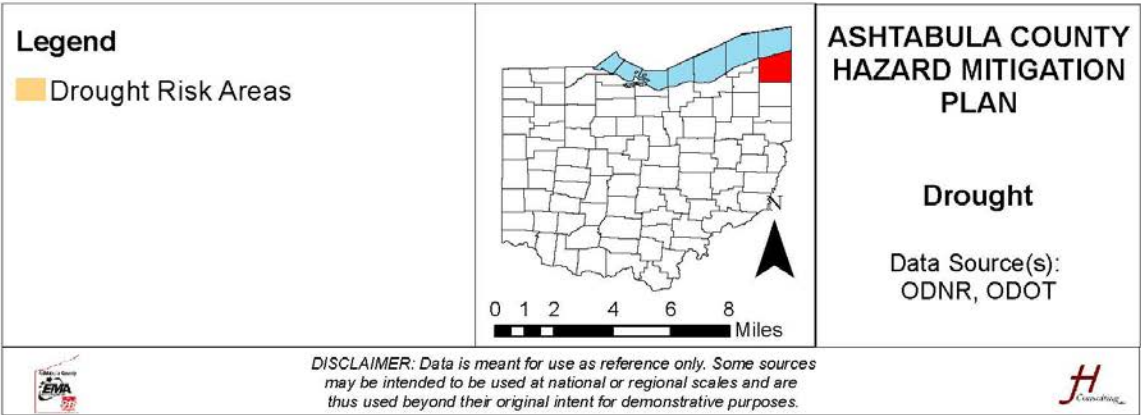 Legend
Drought Risk Areas
N
0 1 2 4 6 8
Miles
ASHTABULA COUNTY
HAZARD MITIGATION
PLAN
Drought
Data Source(s):
ODNR, ODOT
EMA
DISCLAIMER: Data is meant for use as reference only. Some sources
may be intended to be used at national or regional scales and are
thus used beyond their original intent for demonstrative purposes.
JH
Consulting